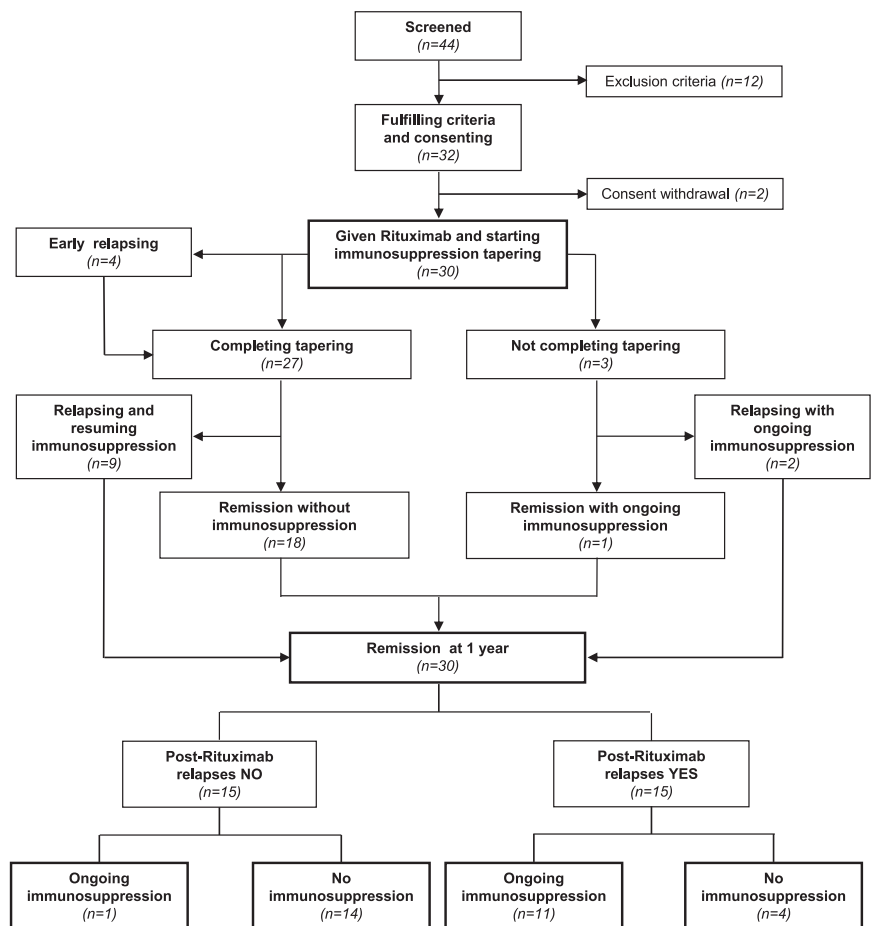 Screened
(n=44)
Exclusion criteria (n=12)
Fulfilling criteria
and consenting
(n=32)
Consent withdrawal (n=2)
Given Rituximab and starting
immunosuppression tapering
(n=30)
Early relapsing
(n=4)
Completing tapering
(n=27)
Not completing tapering
(n=3)
Relapsing and
resuming
immunosuppression
(n=9)
Relapsing with
ongoing
immunosuppression
(n=2)
Remission without
immunosuppression
(n=18)
Remission with ongoing
immunosuppression
(n=1)
Remission at 1 year
(n=30)
Post-Rituximab
relapses NO
(n=15)
Post-Rituximab
relapses YES
(n=15)
Ongoing
immunosuppression
(n=1)
No
immunosuppression
(n=14)
Ongoing
immunosuppression
(n=11)
No
immunosuppression
(n=4)